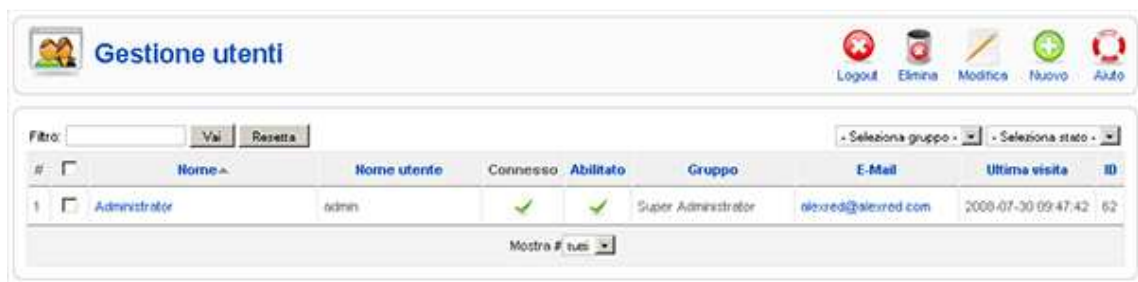 Gestione utenti
Logout Elimina Modifica Nuovo Aiuto
Filtro: Vai Resetta - Seleziona gruppo - - Seleziona stato -
# Nome Nome utente Connesso Abilitato Gruppo E-Mail Ultima visita ID
1 Administrator admin Super Administrator alexred@alexred.com 2008-07-30 09:47:42 62
Mostra # tutti